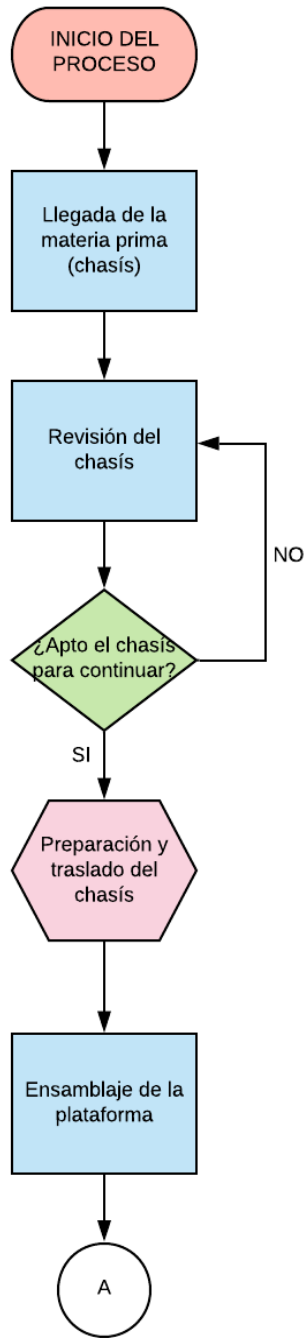 INICIO DEL
PROCESO
Llegada de la
materia prima
(chasís)
Revisión del
chasís
NO
¿Apto el chasís
para continuar?
SI
Preparación y
traslado del
chasís
Ensamblaje de la
plataforma
A